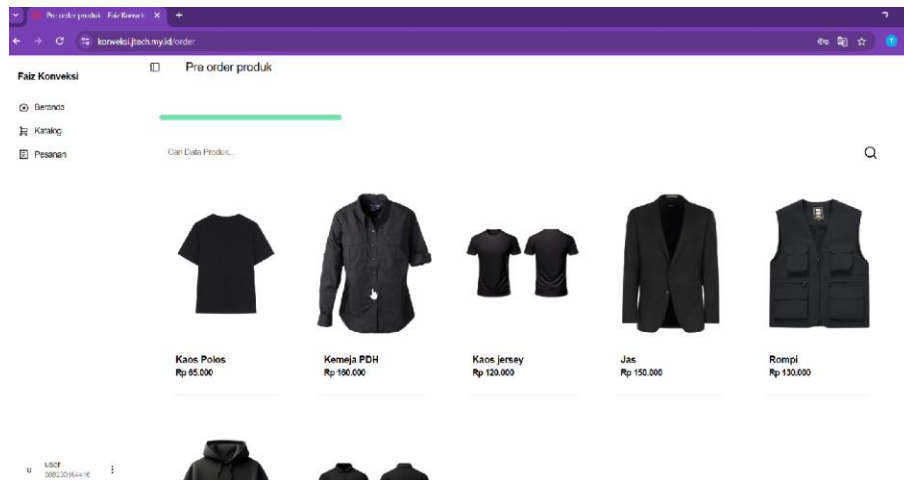 Pre order produk - Faiz Konveksi
konveksi.jtech.my.id/order
Faiz Konveksi
Pre order produk
Beranda
Katalog
Pesanan
Cari Data Produk...
Kaos Polos
Rp 65.000
Kemeja PDH
Rp 160.000
Kaos jersey
Rp 120.000
Jas
Rp 150.000
Rompi
Rp 130.000
u
user